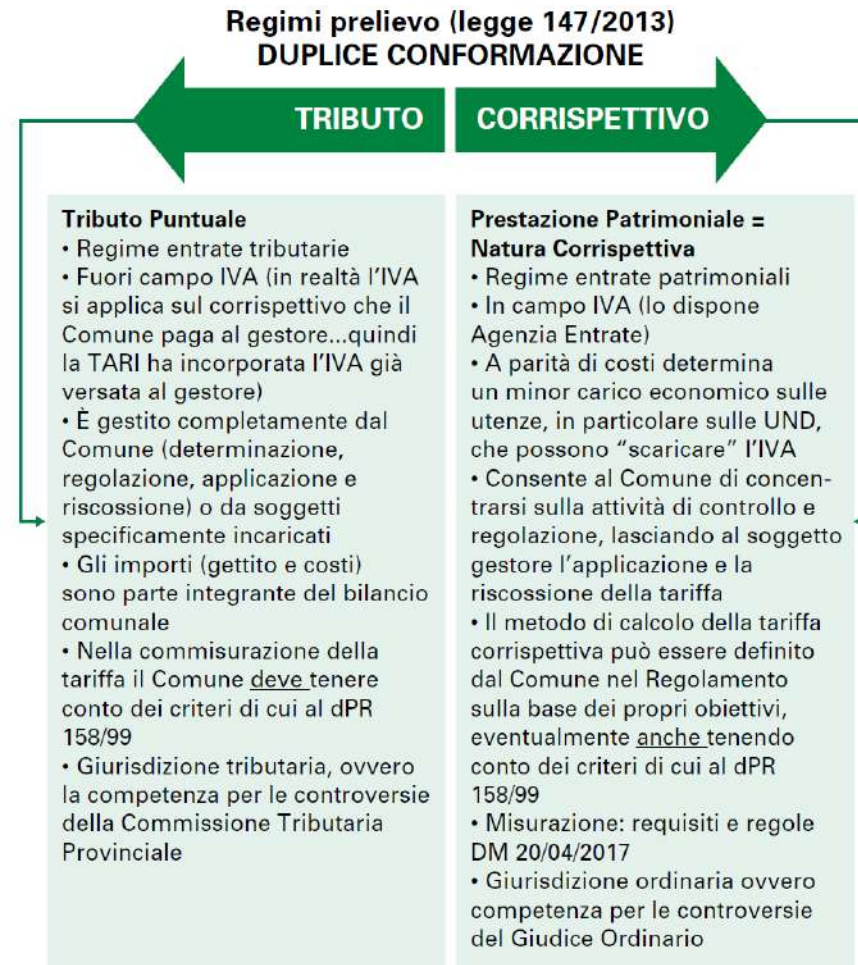 Regimi prelievo (legge 147/2013)
DUPLICE CONFORMAZIONE
TRIBUTO
CORRISPETTIVO
Tributo Puntuale
• Regime entrate tributarie
• Fuori campo IVA (in realtà l'IVA
si applica sul corrispettivo che il
Comune paga al gestore...quindi
la TARI ha incorporata l'IVA già
versata al gestore)
• È gestito completamente dal
Comune (determinazione,
regolazione, applicazione e
riscossione) o da soggetti
specificamente incaricati
• Gli importi (gettito e costi)
sono parte integrante del bilancio
comunale
• Nella commisurazione della
tariffa il Comune deve tenere
conto dei criteri di cui al dPR
158/99
• Giurisdizione tributaria, ovvero
la competenza per le controversie
della Commissione Tributaria
Provinciale
Prestazione Patrimoniale =
Natura Corrispettiva
• Regime entrate patrimoniali
• In campo IVA (lo dispone
Agenzia Entrate)
• A parità di costi determina
un minor carico economico sulle
utenze, in particolare sulle UND,
che possono “scaricare” l'IVA
• Consente al Comune di concen-
trarsi sulla attività di controllo e
regolazione, lasciando al soggetto
gestore l'applicazione e la
riscossione della tariffa
• Il metodo di calcolo della tariffa
corrispettiva può essere definito
dal Comune nel Regolamento
sulla base dei propri obiettivi,
eventualmente anche tenendo
conto dei criteri di cui al dPR
158/99
• Misurazione: requisiti e regole
DM 20/04/2017
• Giurisdizione ordinaria ovvero
competenza per le controversie
del Giudice Ordinario